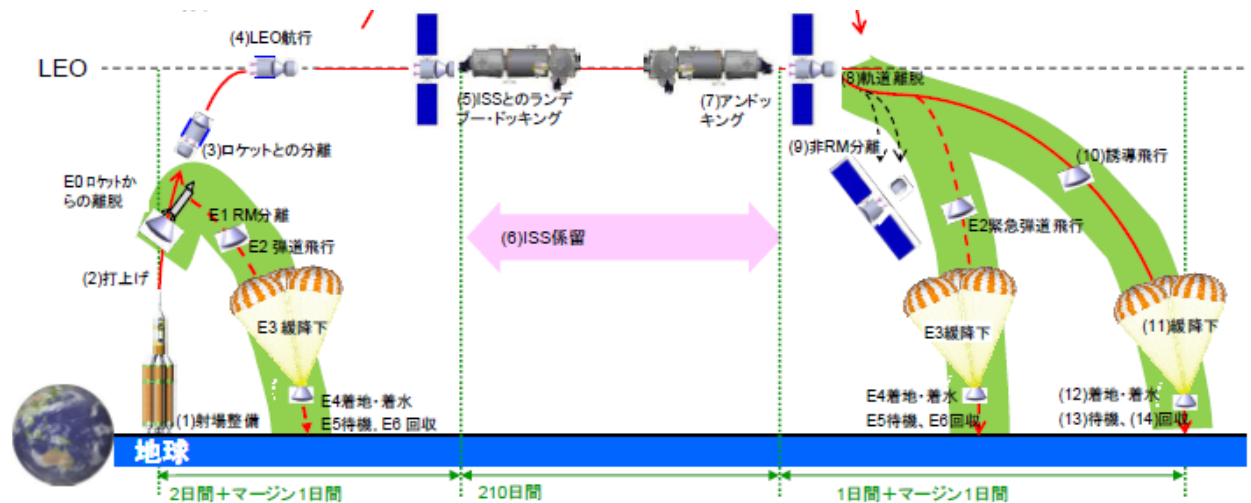 (4)LEO航行
LEO
(5)ISSとのランデ
ブー・ドッキング
(7)アンドッ
キング
(8)軌道離脱
(3)ロケットとの分離
(9)非RM分離
(10)誘導飛行
E0ロケットか
らの離脱
E1 RM分離
E2 弾道飛行
E2緊急弾道飛行
(6)ISS係留
(2)打上げ
E3 緩降下
E3緩降下
(11)緩降下
(1)射場整備
E4着地・着水
E5待機, E6 回収
E4着地・着水
E5待機、E6回収
(12)着地・着水
(13)待機、(14)回収
地球
2日間+マージン1日間
210日間
1日間+マージン1日間